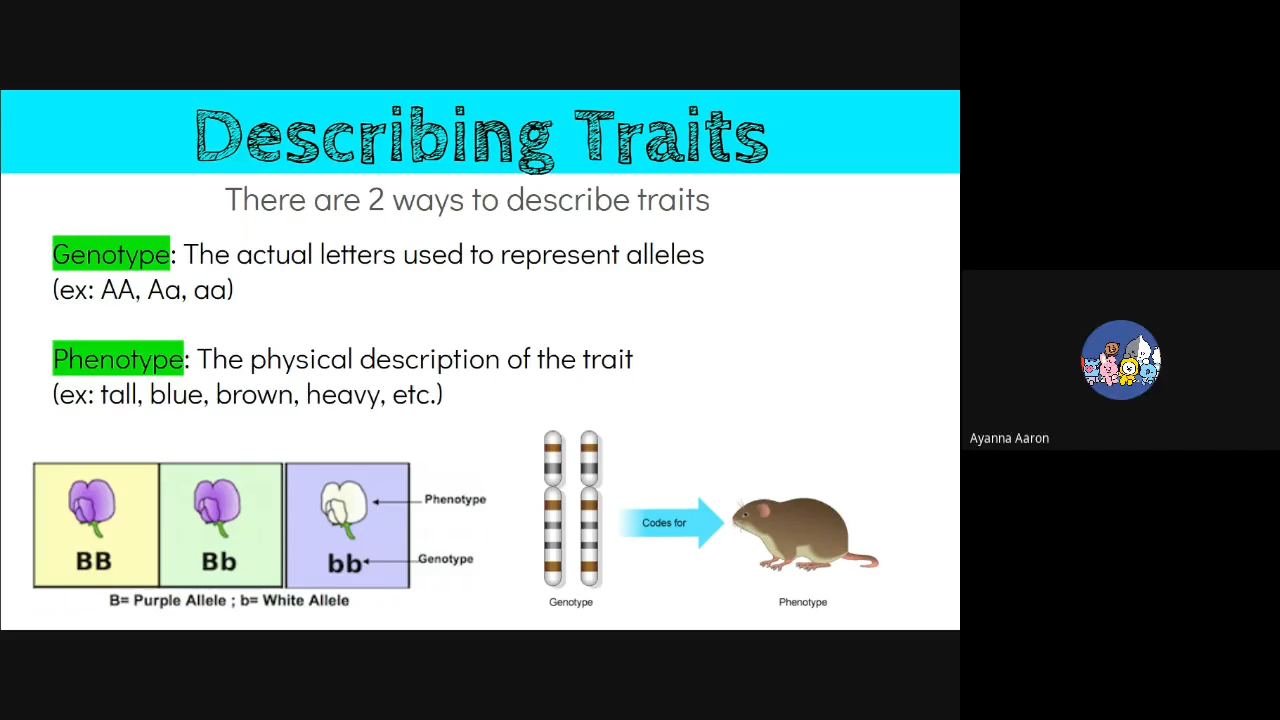 Describing Traits
There are 2 ways to describe traits
Genotype: The actual letters used to represent alleles
(ex: AA, Aa, aa)
Phenotype: The physical description of the trait
(ex: tall, blue, brown, heavy, etc.)
Phenotype
BB Bb bb Genotype
B= Purple Allele ; b= White Allele
Codes for
Genotype
Phenotype
Ayanna Aaron